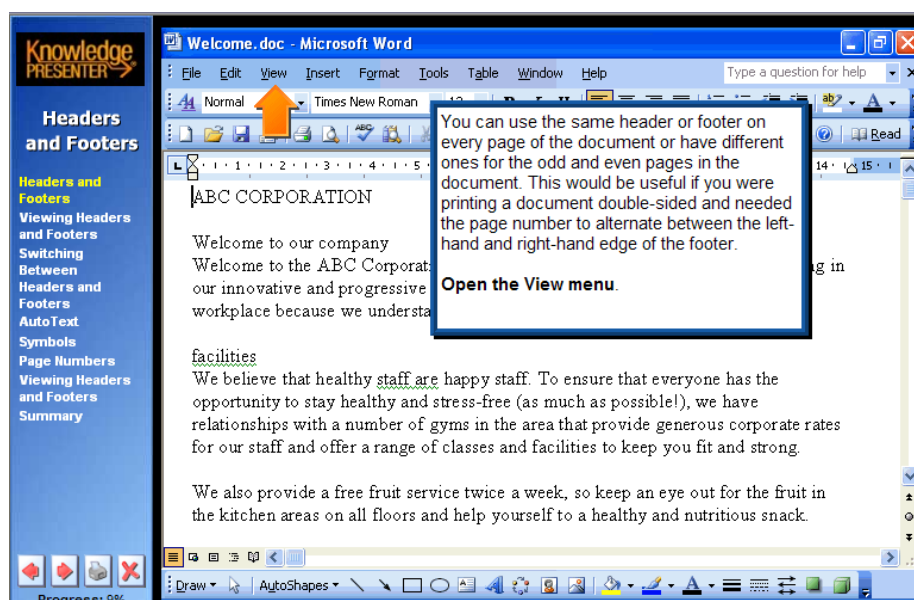 Knowledge
PRESENTER
Headers
and Footers
Headers and
Footers
Viewing Headers
and Footers
Switching
Between
Headers and
Footers
AutoText
Symbols
Page Numbers
Viewing Headers
and Footers
Summary
Welcome.doc - Microsoft Word
File Edit View Insert Format Tools Table Window Help Type a question for help
Normal Times New Roman
Read
1 2 3 4 5 14 15
You can use the same header or footer on
every page of the document or have different
ones for the odd and even pages in the
document. This would be useful if you were
printing a document double-sided and needed
the page number to alternate between the left-
hand and right-hand edge of the footer.
Open the View menu.
ABC CORPORATION
Welcome to our company
Welcome to the ABC in
our innovative and progressive
workplace because we
facilities
We believe that healthy staff are happy staff. To ensure that everyone has the
opportunity to stay healthy and stress-free (as much as possible!), we have
relationships with a number of gyms in the area that provide generous corporate rates
for our staff and offer a range of classes and facilities to keep you fit and strong.
We also provide a free fruit service twice a week, so keep an eye out for the fruit in
the kitchen areas on all floors and help yourself to a healthy and nutritious snack.
Draw AutoShapes
Progress: 9%